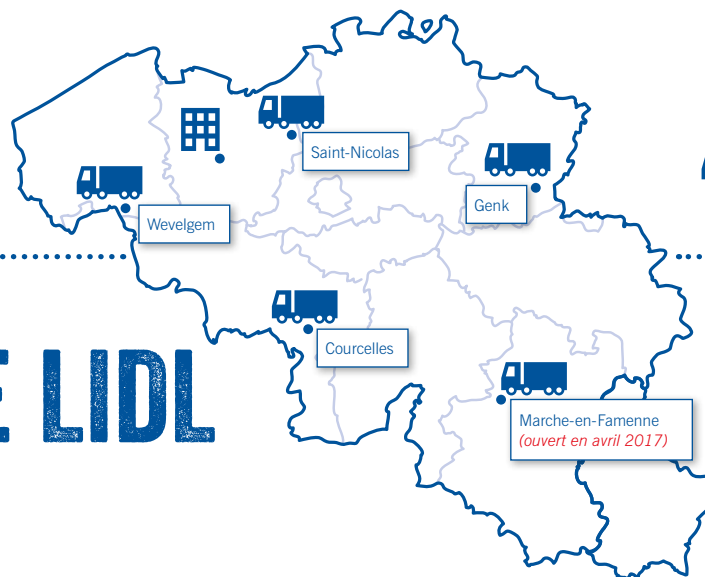 Saint-Nicolas
Genk
Wevelgem
Courcelles
E LIDL
Marche-en-Famenne
(ouvert en avril 2017)